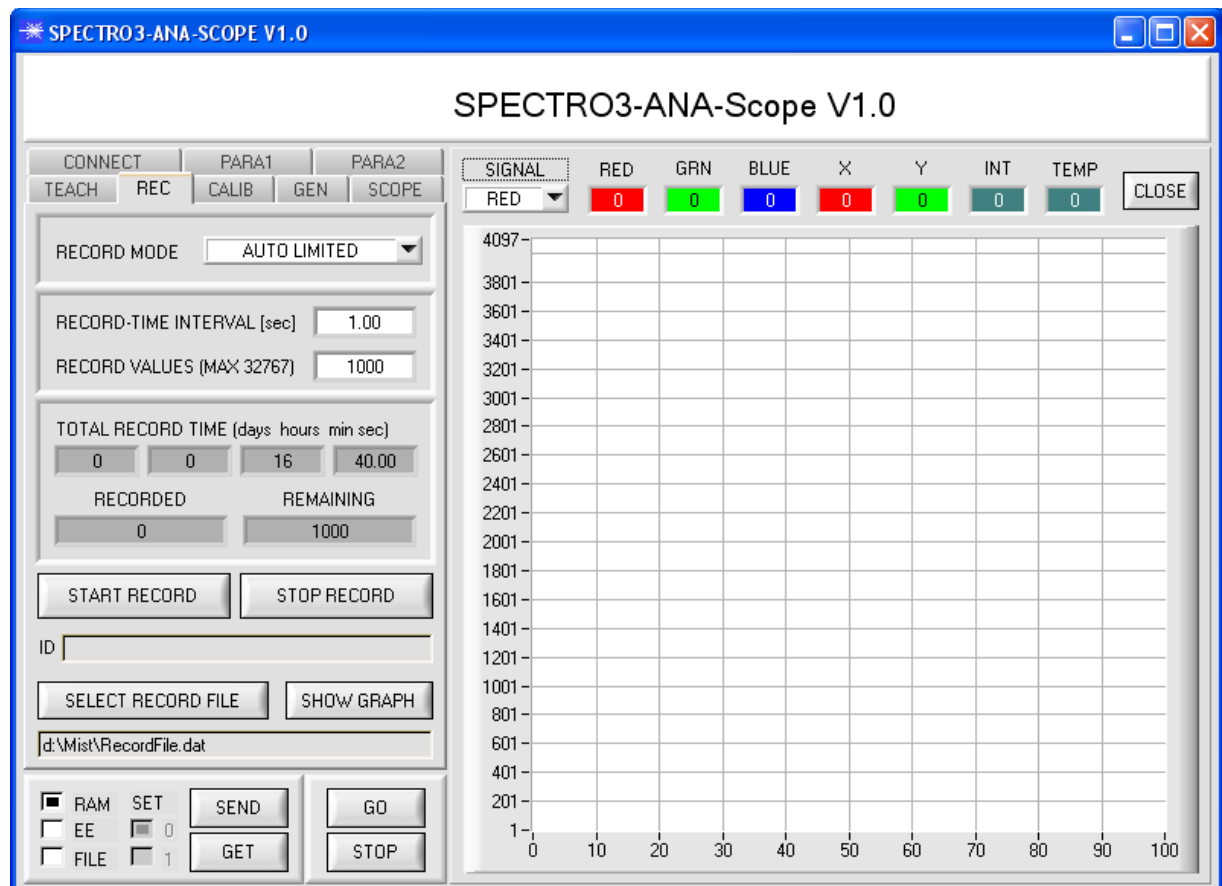 SPECTRO3-ANA-SCOPE V1.0
SPECTRO3-ANA-Scope V1.0
CONNECT PARA1 PARA2
TEACH REC CALIB GEN SCOPE
RECORD MODE AUTO LIMITED
RECORD-TIME INTERVAL [sec] 1.00
RECORD VALUES (MAX 32767) 1000
TOTAL RECORD TIME (days hours min sec)
0 0 16 40.00
RECORDED REMAINING
0 1000
START RECORD STOP RECORD
ID
SELECT RECORD FILE SHOW GRAPH
d:\Mist\RecordFile.dat
RAM SET SEND GO
EE 0
FILE 1 GET STOP
SIGNAL RED GRN BLUE X Y INT TEMP
RED 0 0 0 0 0 0 0 CLOSE
4097
3801
3601
3401
3201
3001
2801
2601
2401
2201
2001
1801
1601
1401
1201
1001
801
601
401
201
1
0 10 20 30 40 50 60 70 80 90 100